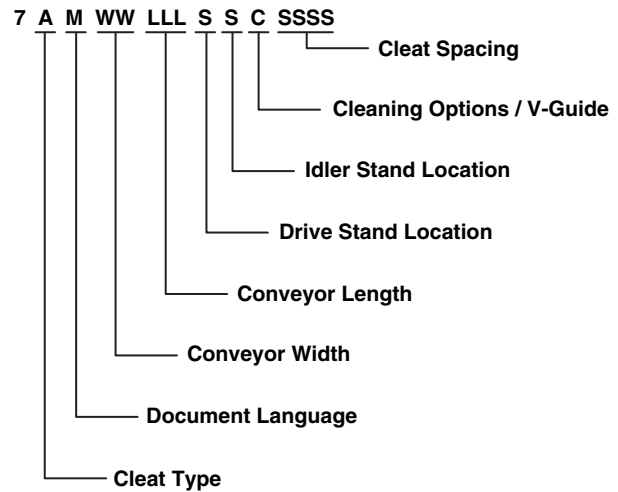 7 A M WW LLL S S C SSSS
Cleat Spacing
Cleaning Options / V-Guide
Idler Stand Location
Drive Stand Location
Conveyor Length
Conveyor Width
Document Language
Cleat Type